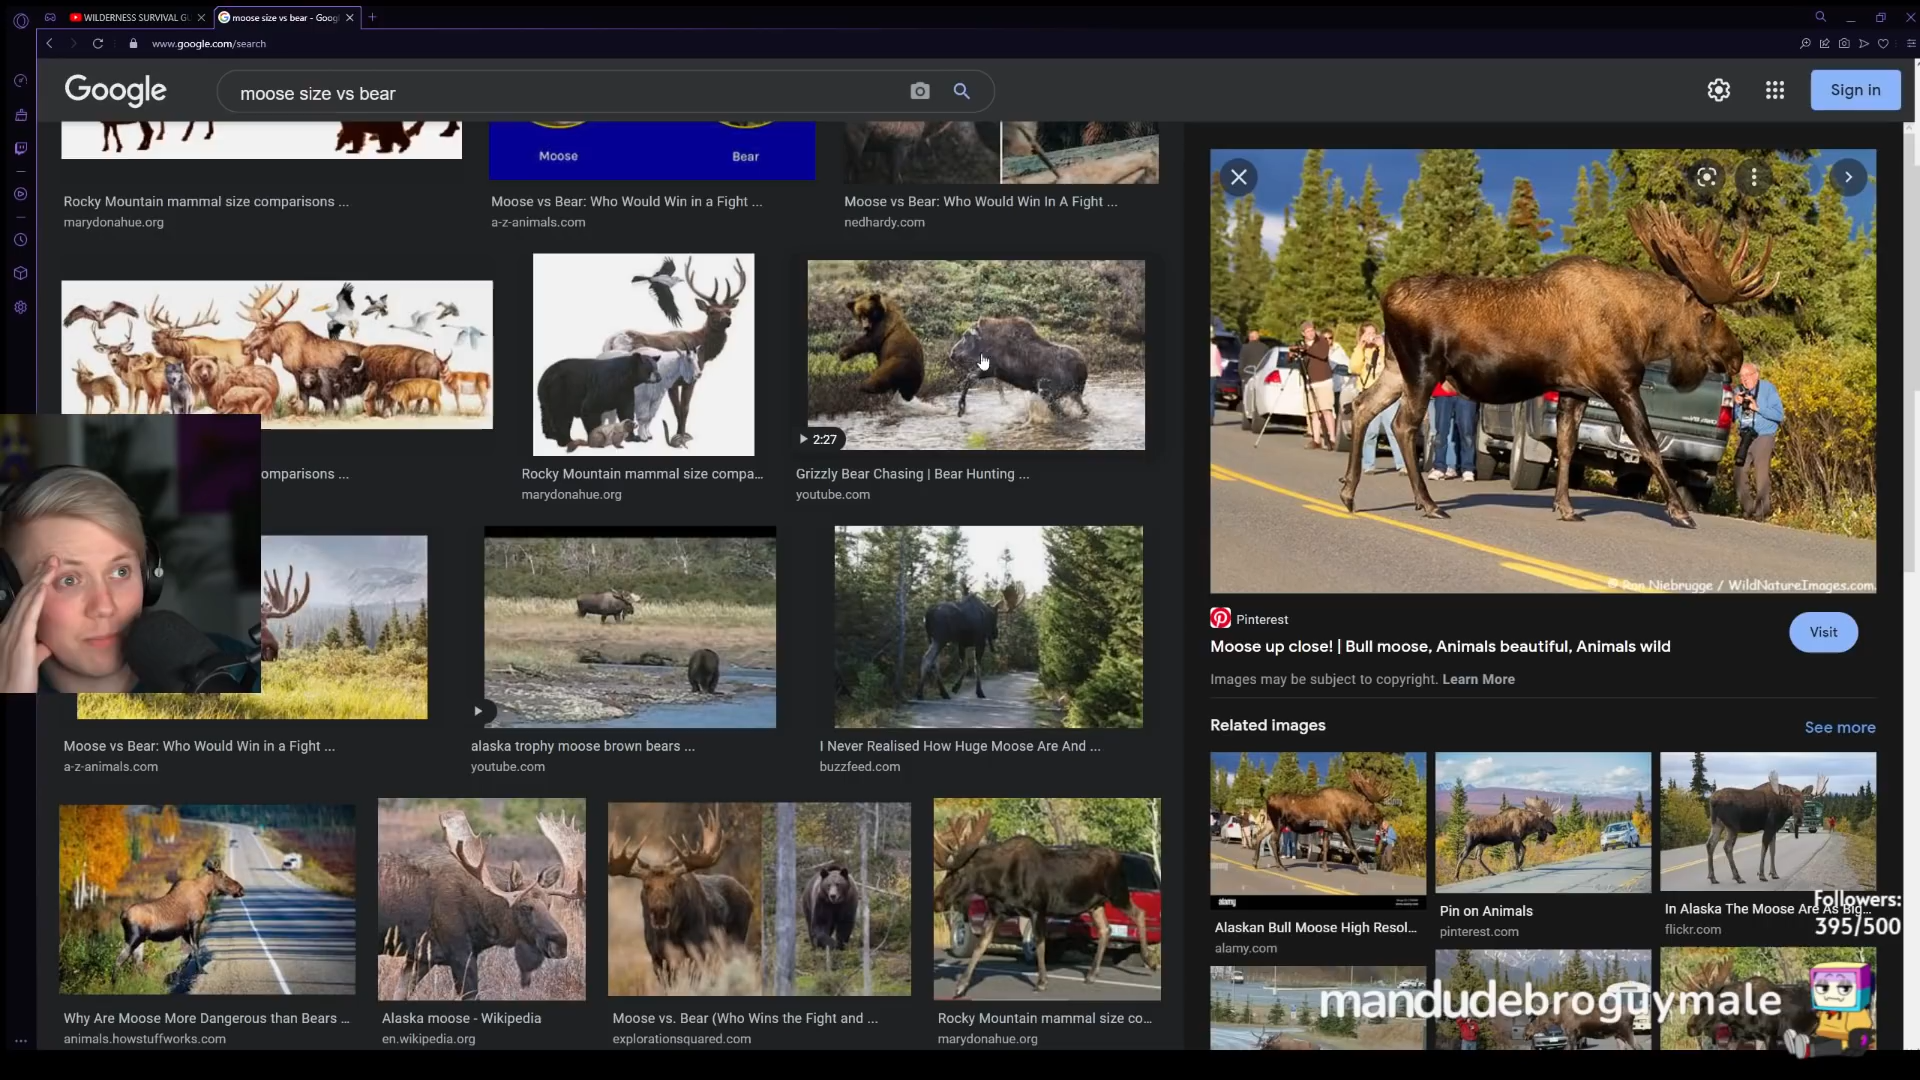 WILDERNESS SURVIVAL G
moose size vs bear - Goog
www.google.com/search
Google
moose size vs bear
Sign in
Moose
Bear
Rocky Mountain mammal size comparisons ...
marydonahue.org
Moose vs Bear: Who Would Win in a Fight ...
a-z-animals.com
Moose vs Bear: Who Would Win In A Fight ...
nedhardy.com
2:27
omparisons ...
Rocky Mountain mammal size compa...
marydonahue.org
Grizzly Bear Chasing | Bear Hunting ...
youtube.com
Moose vs Bear: Who Would Win in a Fight ...
a-z-animals.com
alaska trophy moose brown bears ...
youtube.com
I Never Realised How Huge Moose Are And ...
buzzfeed.com
Why Are Moose More Dangerous than Bears ...
animals.howstuffworks.com
Alaska moose - Wikipedia
en.wikipedia.org
Moose vs. Bear (Who Wins the Fight and ...
explorationsquared.com
Rocky Mountain mammal size co...
marydonahue.org
© Ron Niebrugge / WildNatureImages.com
Pinterest
Visit
Moose up close! | Bull moose, Animals beautiful, Animals wild
Images may be subject to copyright. Learn More
Related images
See more
alamy
Alaskan Bull Moose High Resol...
alamy.com
Pin on Animals
pinterest.com
In Alaska The Moose Are As Big...
flickr.com
Followers:
395/500
mandudebroguymale